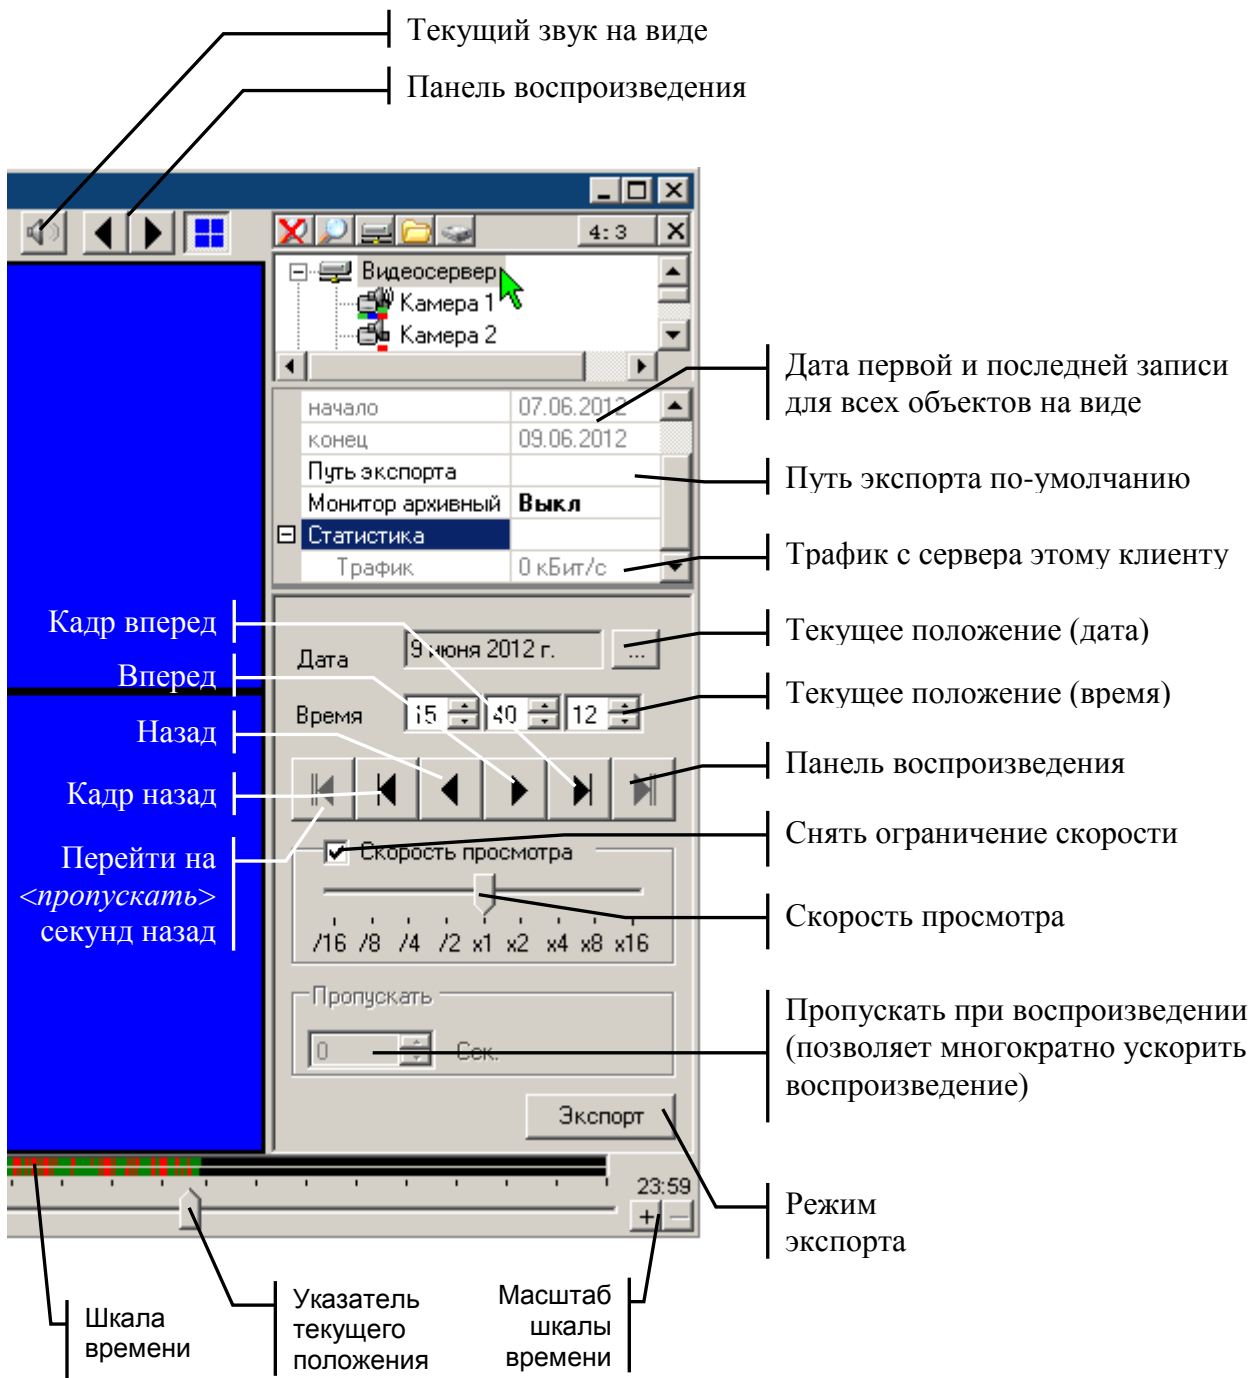 Текущий звук на виде
Панель воспроизведения
4:3
Видеосервер
Камера 1
Камера 2
Дата первой и последней записи
для всех объектов на виде
начало 07.06.2012
конец 09.06.2012
Путь экспорта
Путь экспорта по-умолчанию
Монитор архивный Выкл
Статистика
Трафик 0 кБит/с
Трафик с сервера этому клиенту
Кадр вперед
Дата 9 июня 2012 г. ...
Текущее положение (дата)
Вперед
Время 15 40 12
Текущее положение (время)
Назад
Панель воспроизведения
Кадр назад
Снять ограничение скорости
Перейти на
<пропускать>
секунд назад
Скорость просмотра
/16 /8 /4 /2 x1 x2 x4 x8 x16
Скорость просмотра
Пропускать
0 Сек.
Пропускать при воспроизведении
(позволяет многократно ускорить
воспроизведение)
Экспорт
23:59
+ –
Режим
экспорта
Шкала
времени
Указатель
текущего
положения
Масштаб
шкалы
времени